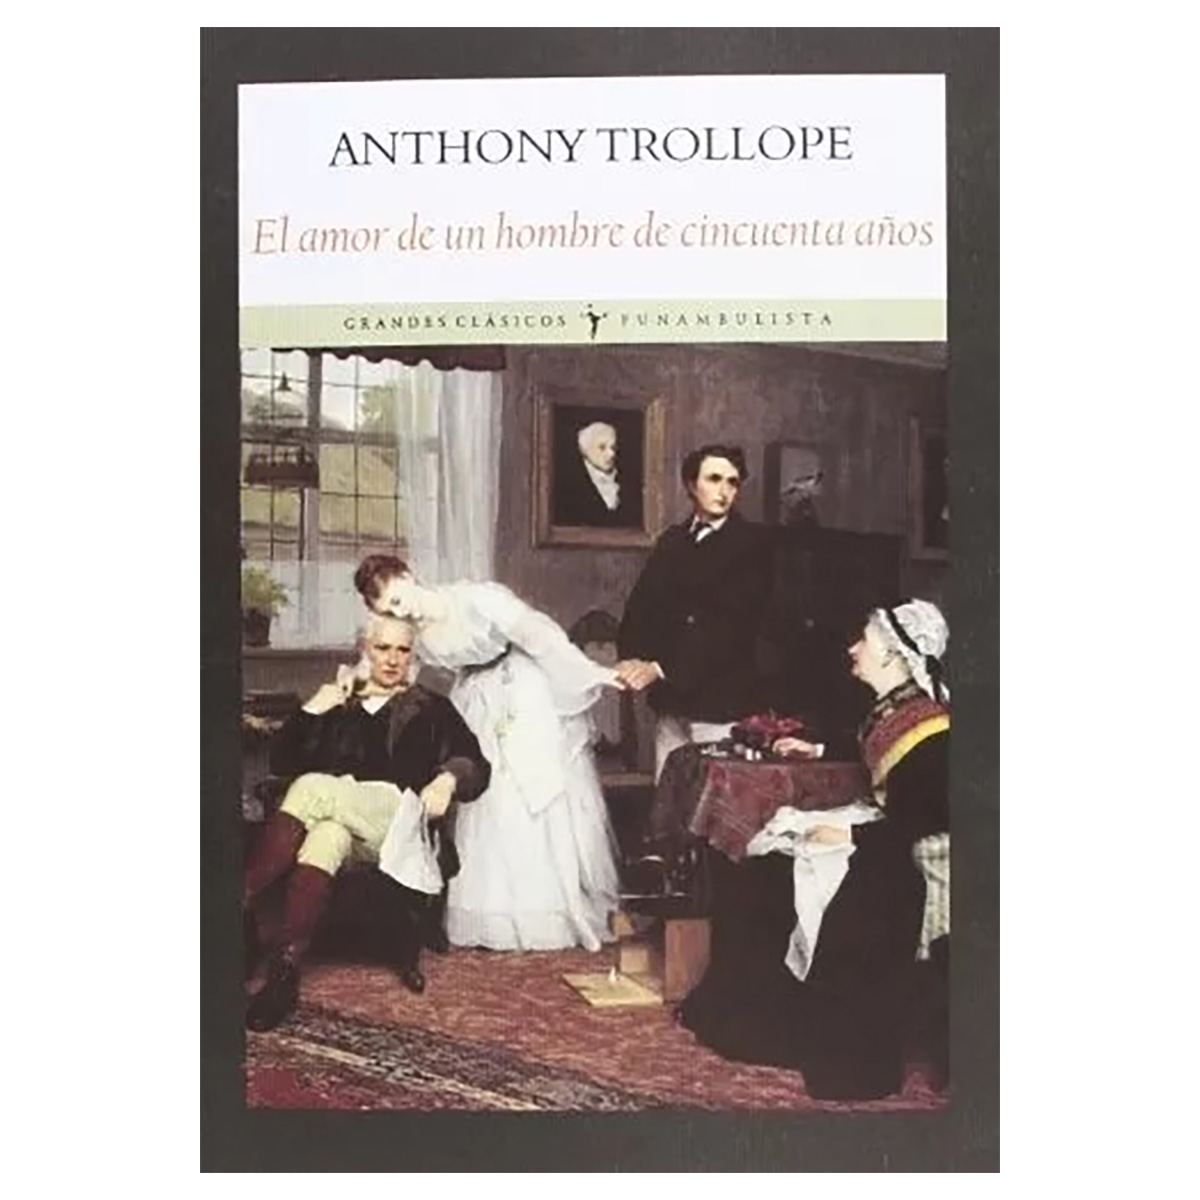 ANTHONY TROLLOPE
El amor de un hombre de cincuenta años
GRANDES CLÁSICOS FUNAMBULISTA